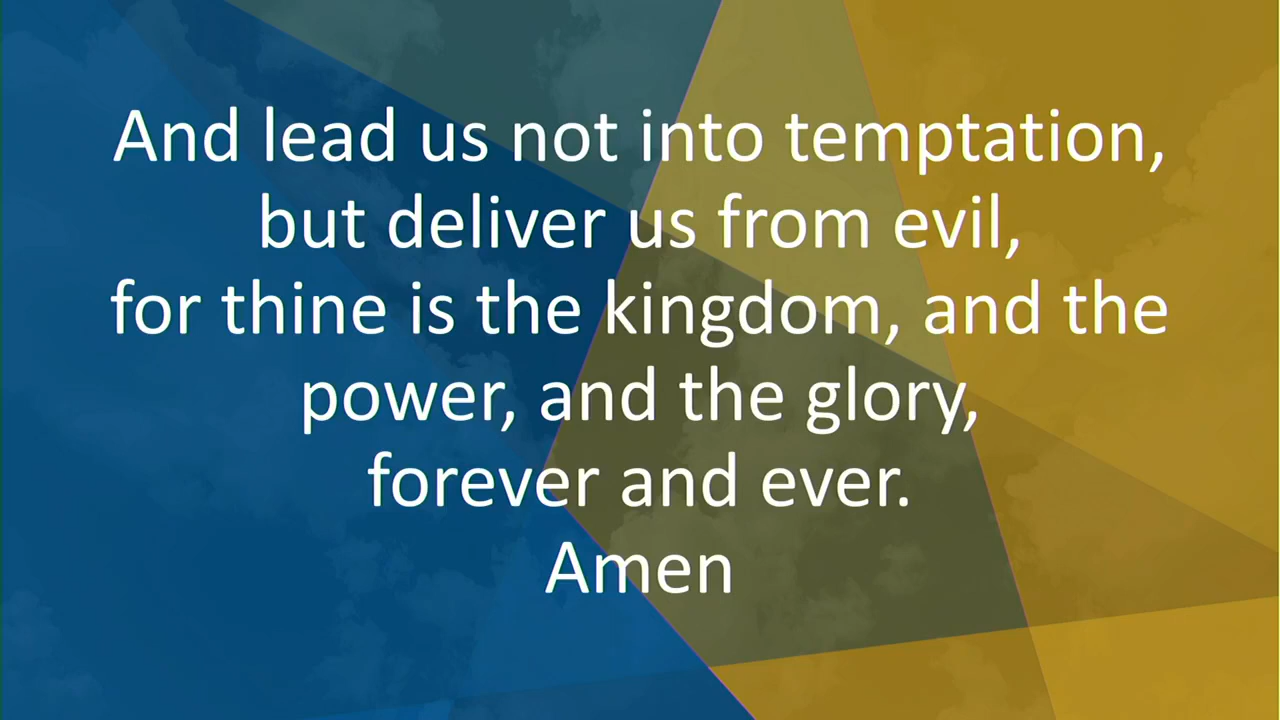 And lead us not into temptation,
but deliver us from evil,
for thine is the kingdom, and the
power, and the glory,
forever and ever.
Amen